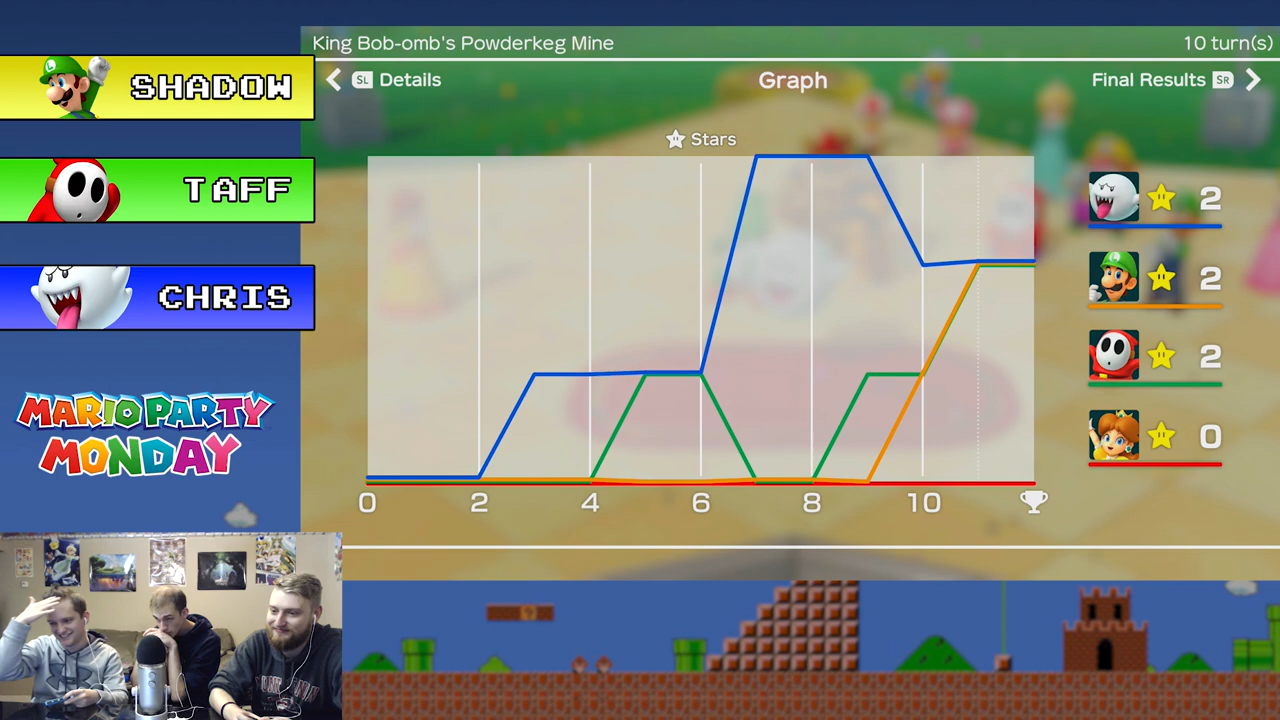 King Bob-omb's Powderkeg Mine
10 turn(s)
SL Details
Graph
Final Results SR
SHADOW
TAFF
CHRIS
MARIO PARTY
MONDAY
Stars
2
2
2
0
0 2 4 6 8 10
L
?